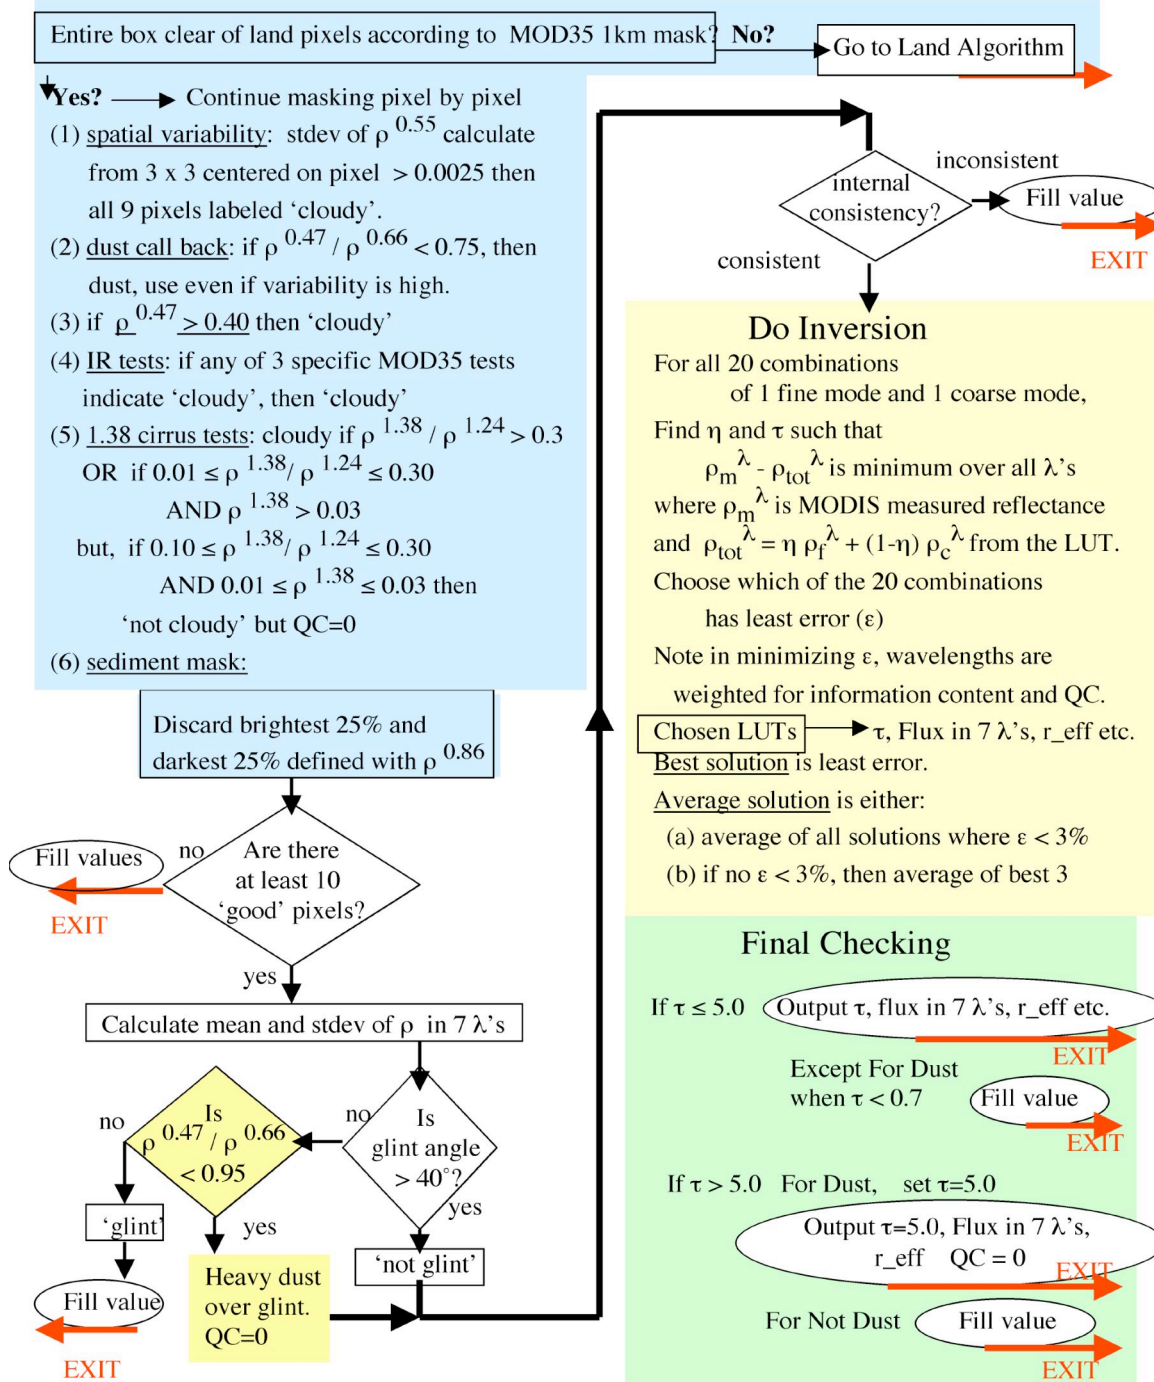 Entire box clear of land pixels according to MOD35 1km mask? No?
Go to Land Algorithm
Yes? Continue masking pixel by pixel
(1) spatial variability: stdev of ρ 0.55 calculate
from 3 x 3 centered on pixel > 0.0025 then
all 9 pixels labeled ‘cloudy’.
(2) dust call back: if ρ 0.47 / ρ 0.66 < 0.75, then
dust, use even if variability is high.
(3) if ρ 0.47 > 0.40 then ‘cloudy’
(4) IR tests: if any of 3 specific MOD35 tests
indicate ‘cloudy’, then ‘cloudy’
(5) 1.38 cirrus tests: cloudy if ρ 1.38 / ρ 1.24 > 0.3
OR if 0.01 ≤ ρ 1.38/ ρ 1.24 ≤ 0.30
AND ρ 1.38 > 0.03
but, if 0.10 ≤ ρ 1.38/ ρ 1.24 ≤ 0.30
AND 0.01 ≤ ρ 1.38 ≤ 0.03 then
‘not cloudy’ but QC=0
(6) sediment mask:
Discard brightest 25% and
darkest 25% defined with ρ 0.86
Are there
at least 10
‘good’ pixels?
no
Fill values
EXIT
yes
Calculate mean and stdev of ρ in 7 λ’s
Is
glint angle
> 40°?
no
Is
ρ 0.47 / ρ 0.66
< 0.95
no
‘glint’
Fill value
EXIT
yes
Heavy dust
over glint.
QC=0
yes
‘not glint’
internal
consistency?
inconsistent
Fill value
EXIT
consistent
Do Inversion
For all 20 combinations
of 1 fine mode and 1 coarse mode,
Find η and τ such that
ρm λ - ρtot λ is minimum over all λ’s
where ρm λ is MODIS measured reflectance
and ρtot λ = η ρf λ + (1-η) ρc λ from the LUT.
Choose which of the 20 combinations
has least error (ε)
Note in minimizing ε, wavelengths are
weighted for information content and QC.
Chosen LUTs τ, Flux in 7 λ’s, r_eff etc.
Best solution is least error.
Average solution is either:
(a) average of all solutions where ε < 3%
(b) if no ε < 3%, then average of best 3
Final Checking
If τ ≤ 5.0 Output τ, flux in 7 λ’s, r_eff etc.
EXIT
Except For Dust
when τ < 0.7 Fill value
EXIT
If τ > 5.0 For Dust, set τ=5.0
Output τ=5.0, Flux in 7 λ’s,
r_eff QC = 0
EXIT
For Not Dust Fill value
EXIT